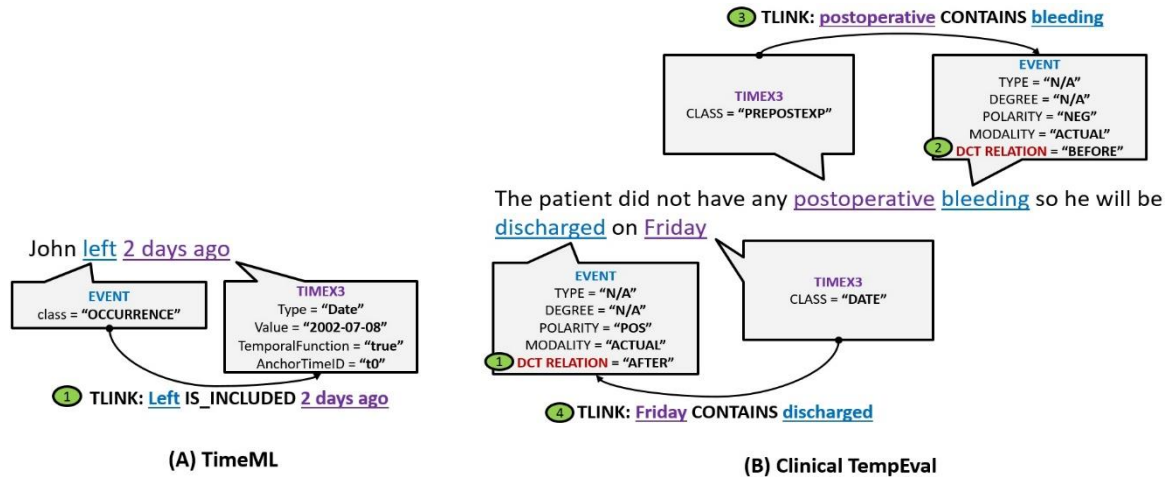 3 TLINK: postoperative CONTAINS bleeding
TIMEX3
CLASS = “PREPOSTEXP”
EVENT
TYPE = “N/A”
DEGREE = “N/A”
POLARITY = “NEG”
MODALITY = “ACTUAL”
2 DCT RELATION = “BEFORE”
The patient did not have any postoperative bleeding so he will be
discharged on Friday
John left 2 days ago
EVENT
class = “OCCURRENCE”
TIMEX3
Type = “Date”
Value = “2002-07-08”
TemporalFunction = “true”
AnchorTimeID = “t0”
1 TLINK: Left IS_INCLUDED 2 days ago
EVENT
TYPE = “N/A”
DEGREE = “N/A”
POLARITY = “POS”
MODALITY = “ACTUAL”
1 DCT RELATION = “AFTER”
TIMEX3
CLASS = “DATE”
4 TLINK: Friday CONTAINS discharged
(A) TimeML
(B) Clinical TempEval